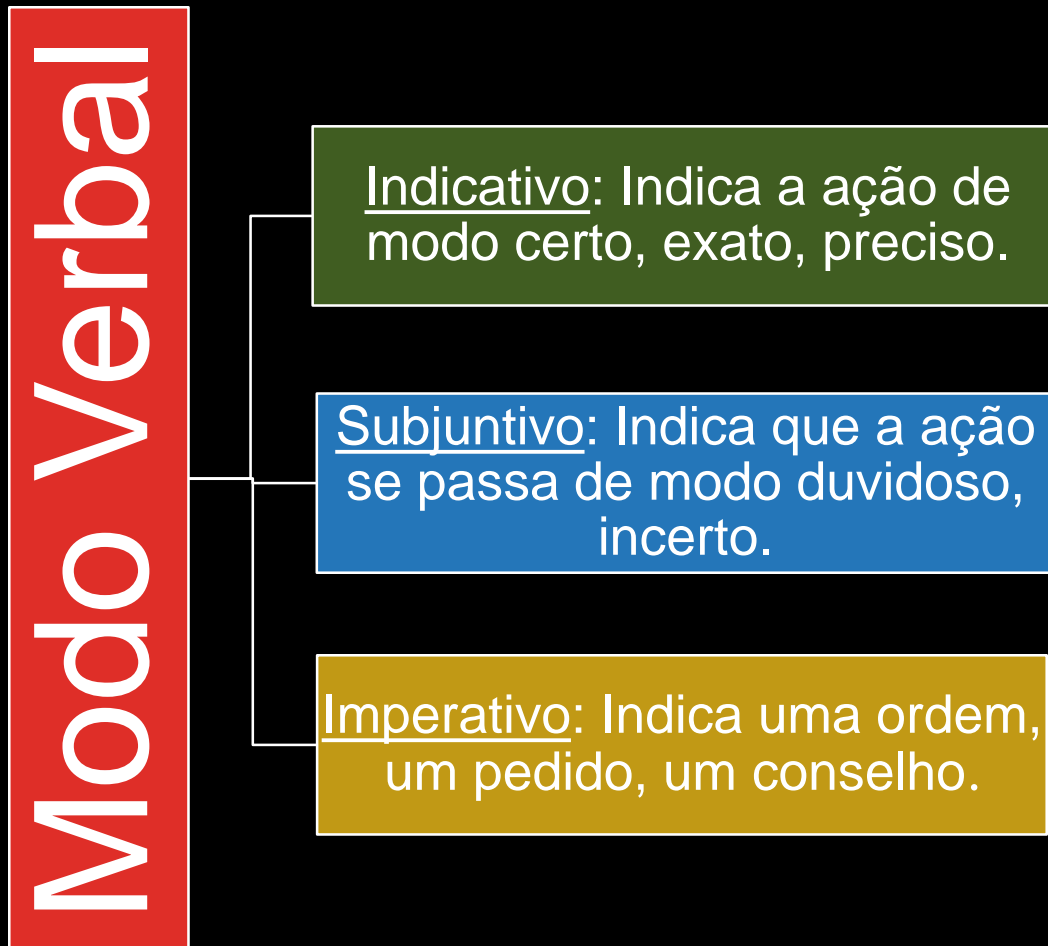 Modo Verbal
Indicativo: Indica a ação de
modo certo, exato, preciso.
Subjuntivo: Indica que a ação
se passa de modo duvidoso,
incerto.
Imperativo: Indica uma ordem,
um pedido, um conselho.